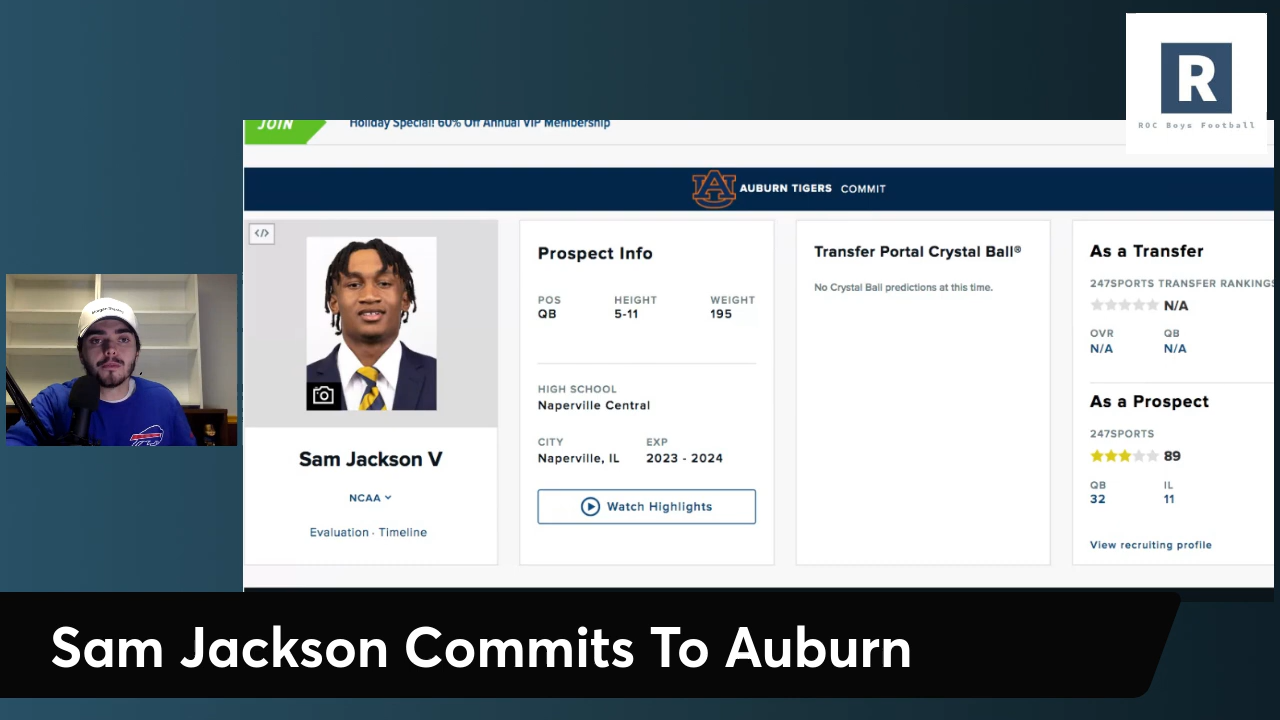 R
ROC Boys Football
JOIN
Holiday Special! 60% Off Annual VIP Membership
AUBURN TIGERS COMMIT
</>
Prospect Info
POS HEIGHT WEIGHT
QB 5-11 195
HIGH SCHOOL
Naperville Central
CITY EXP
Naperville, IL 2023 - 2024
Watch Highlights
Sam Jackson V
NCAA
Evaluation · Timeline
Transfer Portal Crystal Ball®
No Crystal Ball predictions at this time.
As a Transfer
247SPORTS TRANSFER RANKINGS
N/A
OVR QB
N/A N/A
As a Prospect
247SPORTS
89
QB IL
32 11
View recruiting profile
Sam Jackson Commits To Auburn